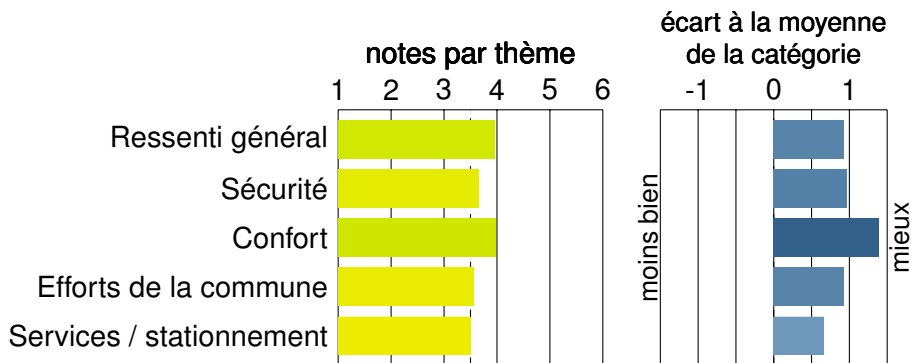 notes par thème
1 2 3 4 5 6
écart à la moyenne
de la catégorie
-1 0 1
Ressenti général
Sécurité
Confort
Efforts de la commune
Services / stationnement
moins bien
mieux